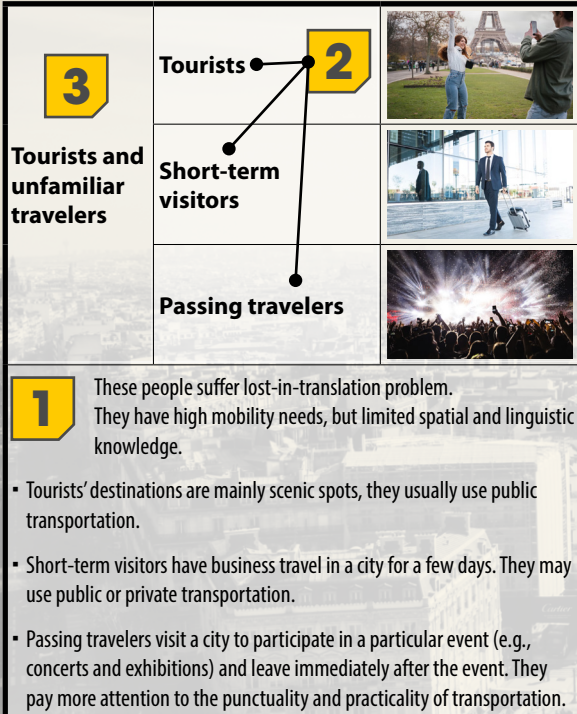 3
Tourists and
unfamiliar
travelers
Tourists
2
Short-term
visitors
Passing travelers
1
These people suffer lost-in-translation problem.
They have high mobility needs, but limited spatial and linguistic
knowledge.
▪ Tourists’ destinations are mainly scenic spots, they usually use public
transportation.
▪ Short-term visitors have business travel in a city for a few days. They may
use public or private transportation.
▪ Passing travelers visit a city to participate in a particular event (e.g.,
concerts and exhibitions) and leave immediately after the event. They
pay more attention to the punctuality and practicality of transportation.